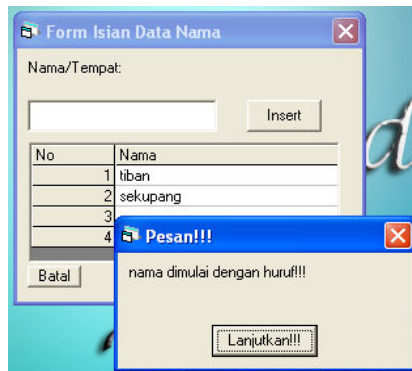 Form Isian Data Nama
Nama/Tempat:
Insert
No Nama
1 tiban
2 sekupang
3
4
Batal
Pesan!!!
nama dimulai dengan huruf!!!
Lanjutkan!!!